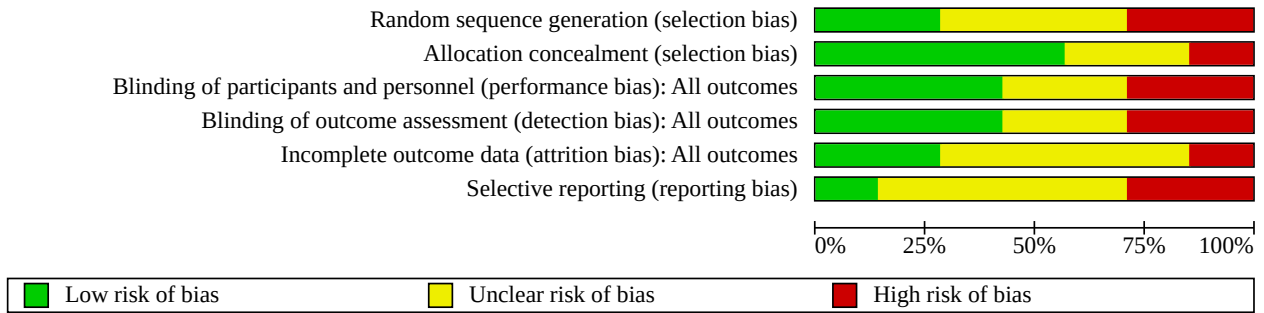 Random sequence generation (selection bias)
Allocation concealment (selection bias)
Blinding of participants and personnel (performance bias): All outcomes
Blinding of outcome assessment (detection bias): All outcomes
Incomplete outcome data (attrition bias): All outcomes
Selective reporting (reporting bias)
0% 25% 50% 75% 100%
Low risk of bias Unclear risk of bias High risk of bias